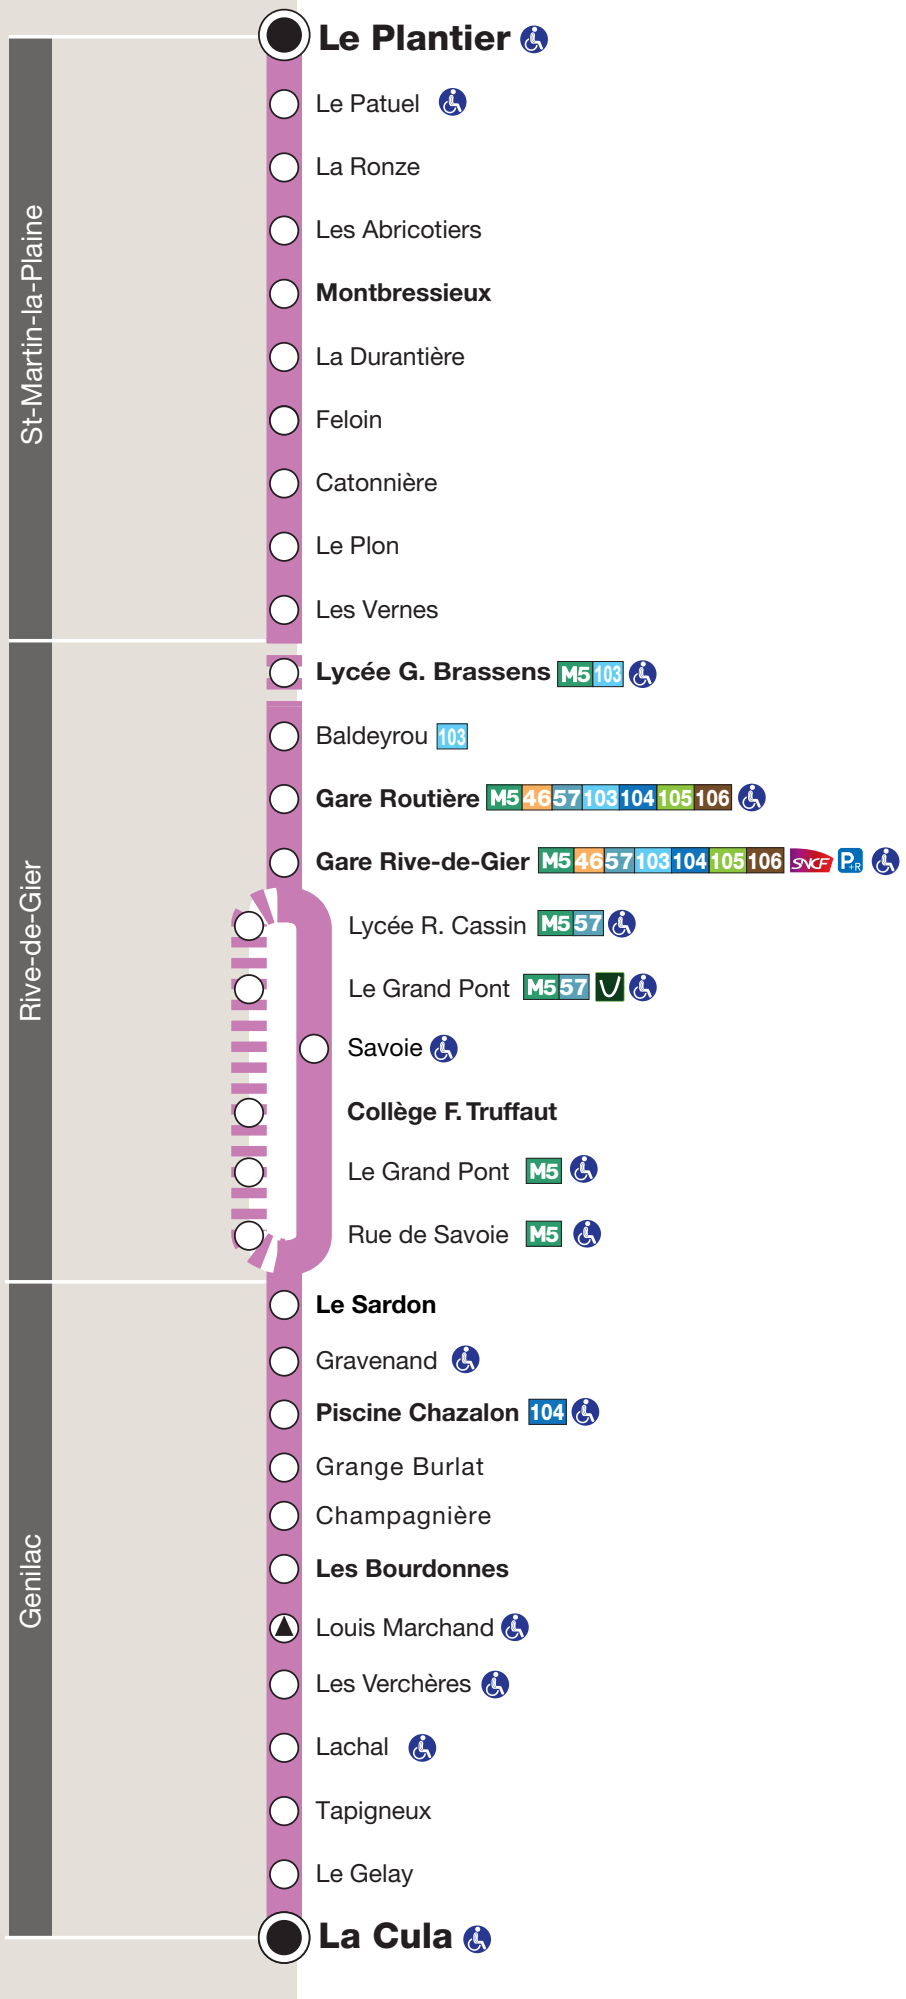 St-Martin-la-Plaine
Le Plantier
Le Patuel
La Ronze
Les Abricotiers
Montbressieux
La Durantière
Feloin
Catonnière
Le Plon
Les Vernes
Rive-de-Gier
Lycée G. Brassens M5 103
Baldeyrou 103
Gare Routière M5 46 57 103 104 105 106
Gare Rive-de-Gier M5 46 57 103 104 105 106 SNCF P+R
Lycée R. Cassin M5 57
Le Grand Pont M5 57
Savoie
Collège F. Truffaut
Le Grand Pont M5
Rue de Savoie M5
Genilac
Le Sardon
Gravenand
Piscine Chazalon 104
Grange Burlat
Champagnière
Les Bourdonnes
Louis Marchand
Les Verchères
Lachal
Tapigneux
Le Gelay
La Cula